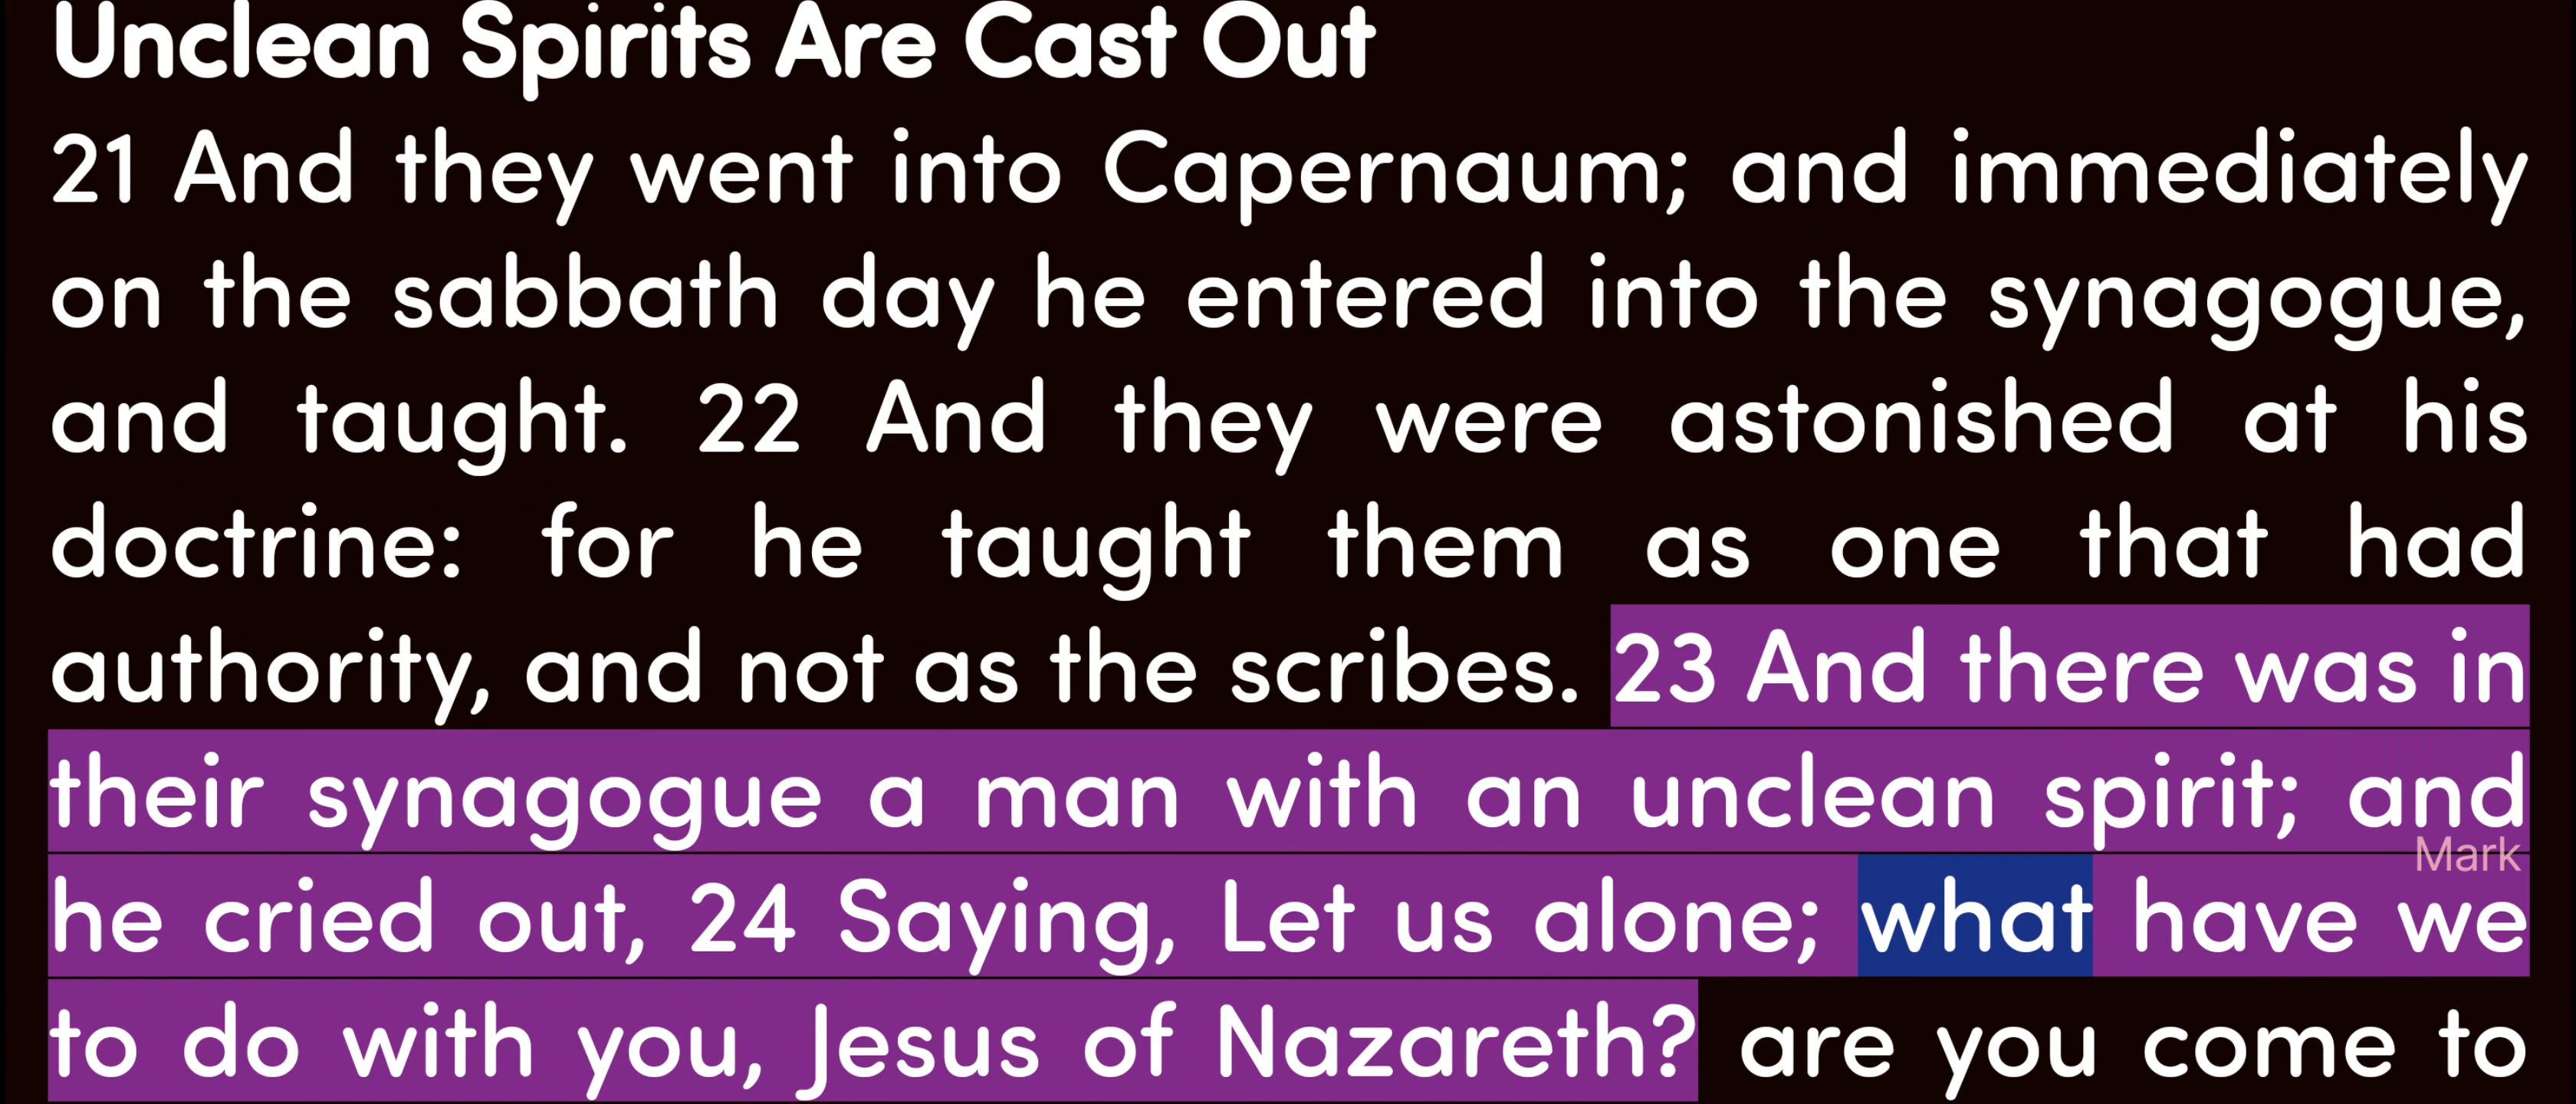 Unclean Spirits Are Cast Out
21 And they went into Capernaum; and immediately
on the sabbath day he entered into the synagogue,
and taught. 22 And they were astonished at his
doctrine: for he taught them as one that had
authority, and not as the scribes. 23 And there was in
their synagogue a man with an unclean spirit; and
Mark
he cried out, 24 Saying, Let us alone; what have we
to do with you, Jesus of Nazareth? are you come to